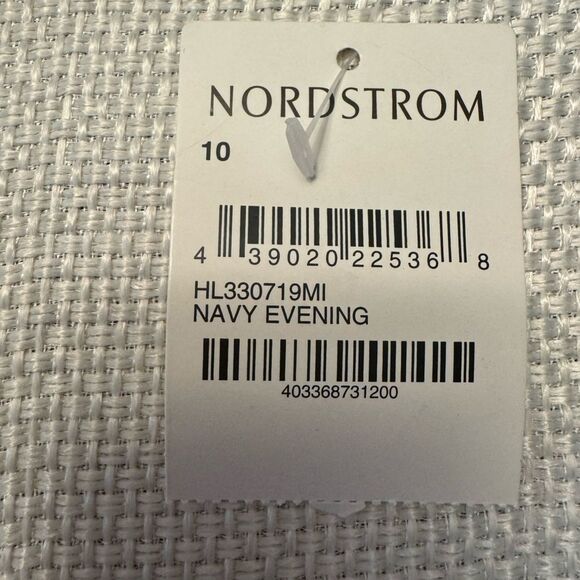 NORDSTROM
10
4 39020 22536 8
HL330719MI
NAVY EVENING
403368731200